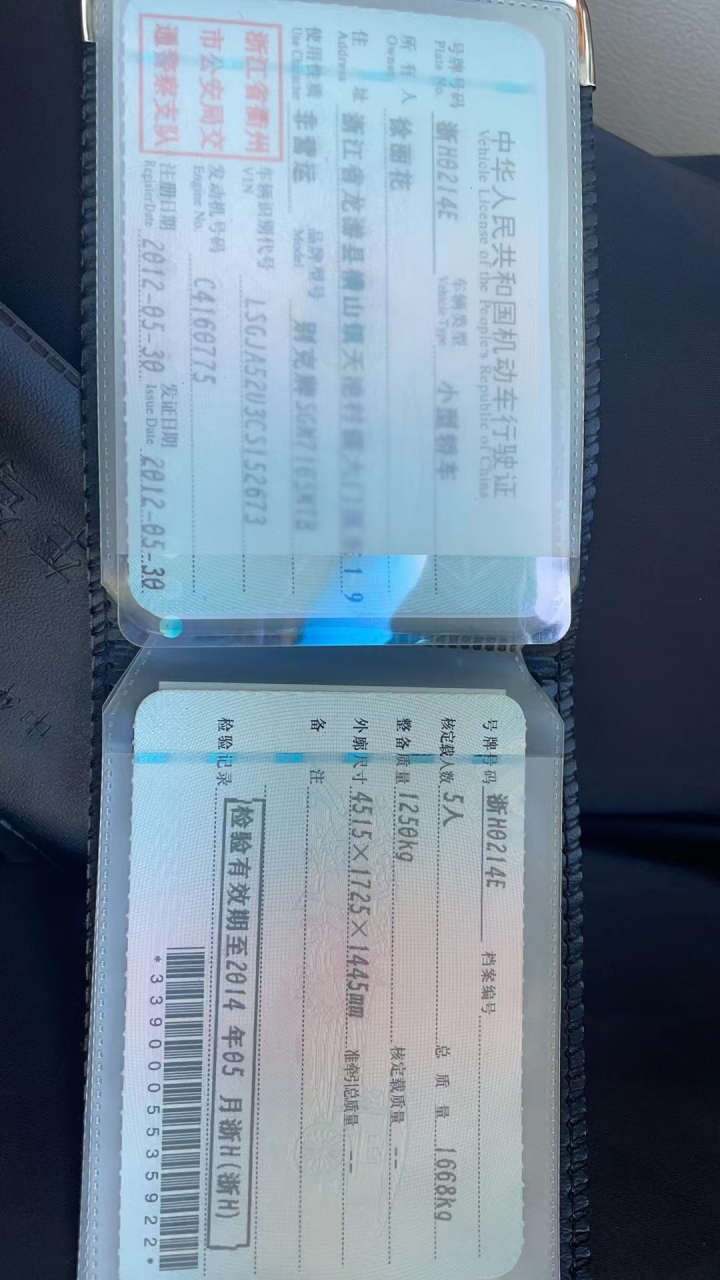 中华人民共和国机动车行驶证
Vehicle License of the People's Republic of China
号牌号码 浙H0214E 车辆类型 小型轿车
Plate No. Vehicle Type
所有人 徐丽花
Owner
住址 浙江省龙游县横山镇天池村 大门 19
Address
使用性质 非营运 品牌型号 别克牌SGM7165MTB
Use Character Model
浙江省衢州
市公安局交
通警察支队
车辆识别代号 LSGJA52U3CS152673
VIN
发动机号码 C4160775
Engine No.
注册日期 2012-05-30 发证日期 2012-05-30
Register Date Issue Date
号牌号码 浙H0214E 档案编号
核定载人数 5人 总质量 1668kg
整备质量 1250kg 核定载质量 --
外廓尺寸 4515×1725×1445mm 准牵引总质量 --
备注
检验记录 检验有效期至2014年05月浙H(浙H)
*3390005535922*